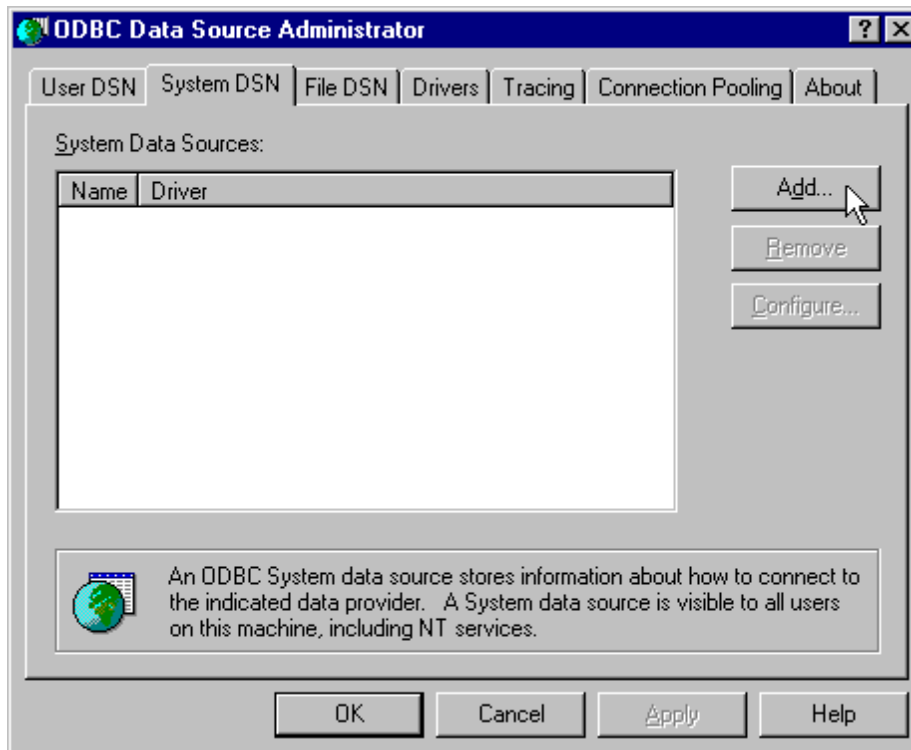 ODBC Data Source Administrator
User DSN System DSN File DSN Drivers Tracing Connection Pooling About
System Data Sources:
Name Driver
Add...
Remove
Configure...
An ODBC System data source stores information about how to connect to
the indicated data provider. A System data source is visible to all users
on this machine, including NT services.
OK Cancel Apply Help